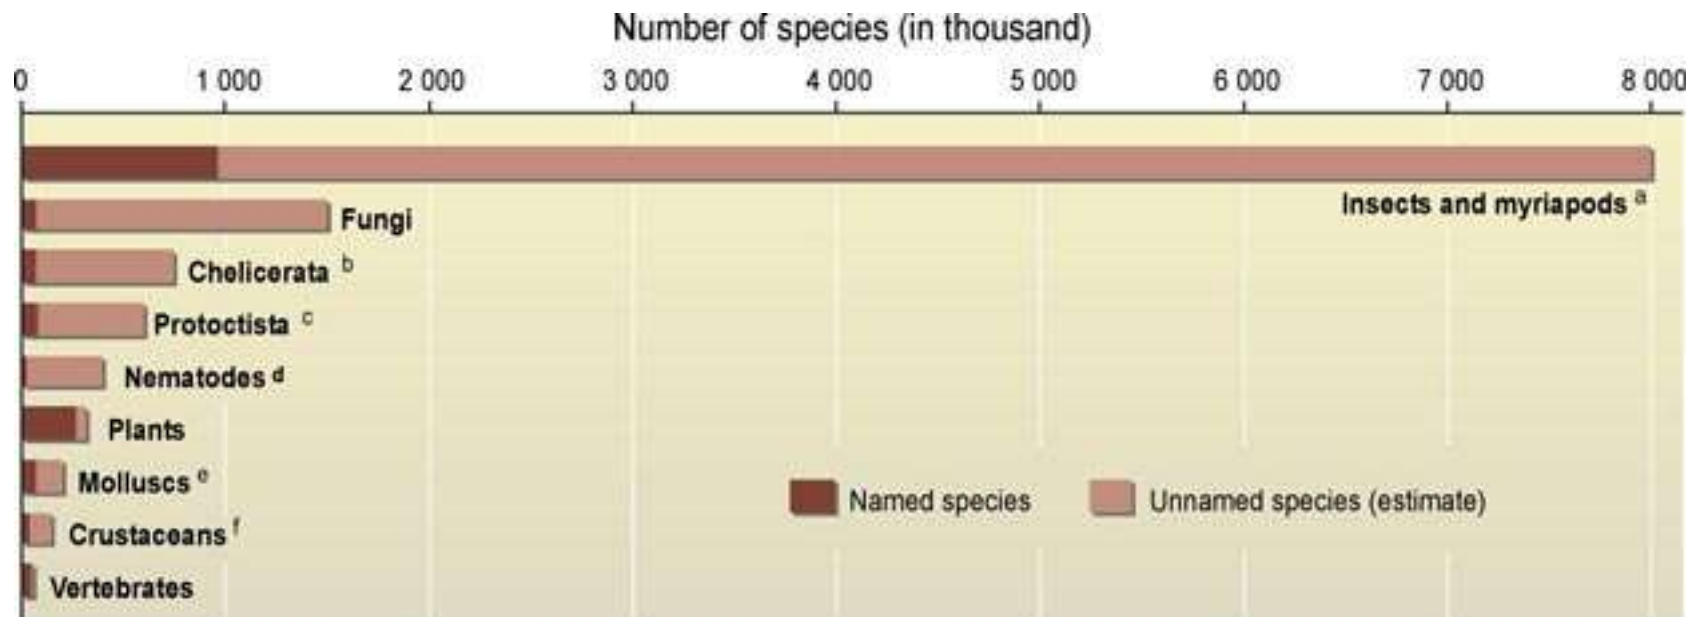 Number of species (in thousand)
0 1 000 2 000 3 000 4 000 5 000 6 000 7 000 8 000
Insects and myriapods a
Fungi
Chelicerata b
Protoctista c
Nematodes d
Plants
Molluscs e
Named species Unnamed species (estimate)
Crustaceans f
Vertebrates